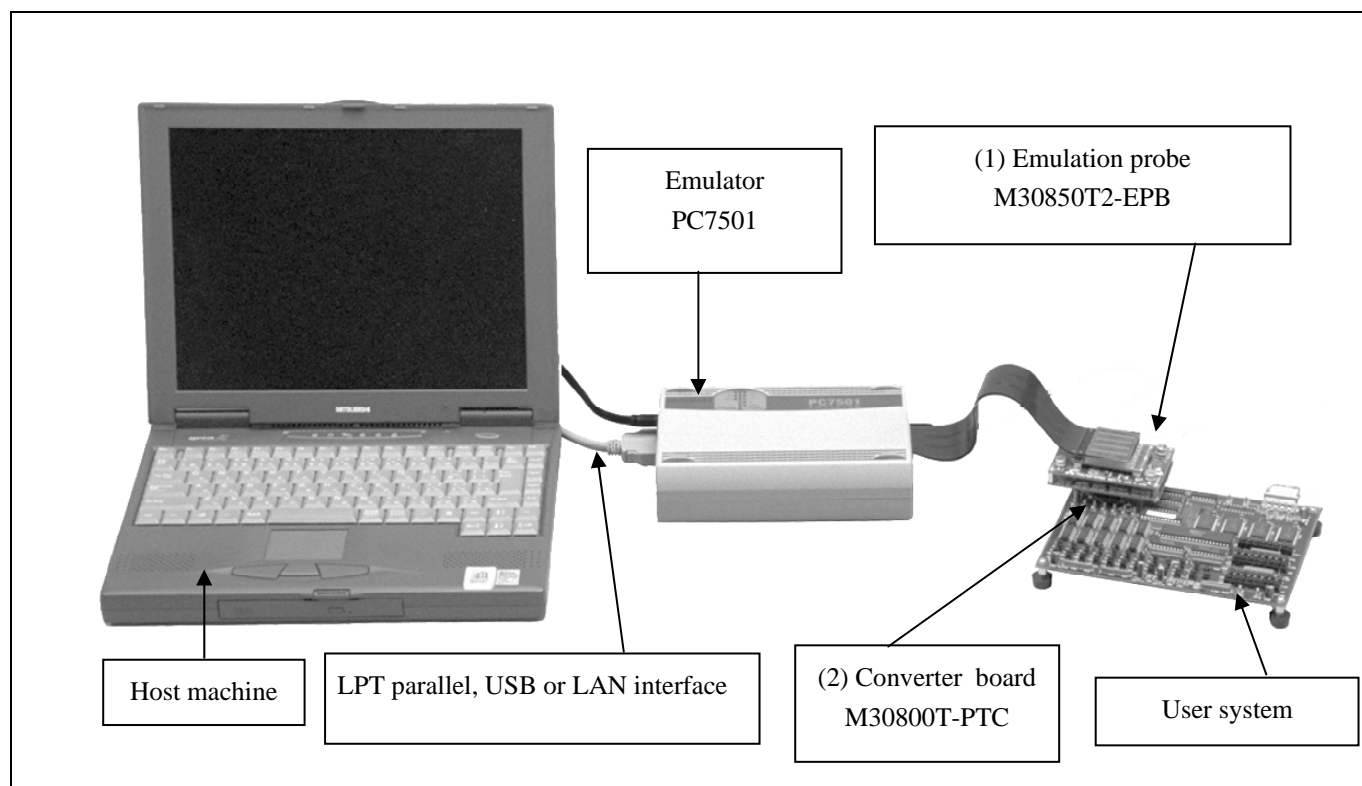 (1) Emulation probe
M30850T2-EPB
Emulator
PC7501
MITSUBISHI
PC7501
Host machine
LPT parallel, USB or LAN interface
(2) Converter board
M30800T-PTC
User system